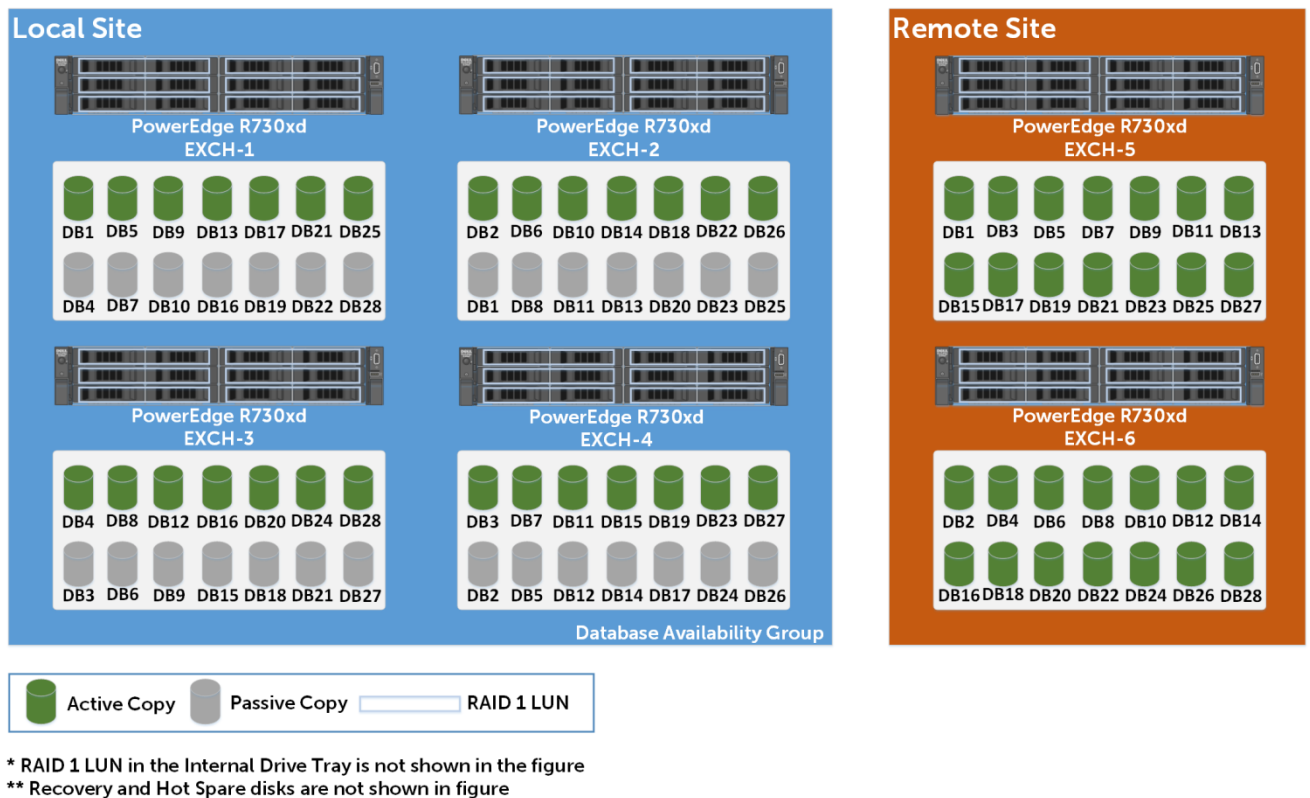 Local Site
PowerEdge R730xd
EXCH-1
DB1 DB5 DB9 DB13 DB17 DB21 DB25
DB4 DB7 DB10 DB16 DB19 DB22 DB28
PowerEdge R730xd
EXCH-2
DB2 DB6 DB10 DB14 DB18 DB22 DB26
DB1 DB8 DB11 DB13 DB20 DB23 DB25
PowerEdge R730xd
EXCH-3
DB4 DB8 DB12 DB16 DB20 DB24 DB28
DB3 DB6 DB9 DB15 DB18 DB21 DB27
PowerEdge R730xd
EXCH-4
DB3 DB7 DB11 DB15 DB19 DB23 DB27
DB2 DB5 DB12 DB14 DB17 DB24 DB26
Database Availability Group
Remote Site
PowerEdge R730xd
EXCH-5
DB1 DB3 DB5 DB7 DB9 DB11 DB13
DB15 DB17 DB19 DB21 DB23 DB25 DB27
PowerEdge R730xd
EXCH-6
DB2 DB4 DB6 DB8 DB10 DB12 DB14
DB16 DB18 DB20 DB22 DB24 DB26 DB28
Active Copy Passive Copy RAID 1 LUN
* RAID 1 LUN in the Internal Drive Tray is not shown in the figure
** Recovery and Hot Spare disks are not shown in figure